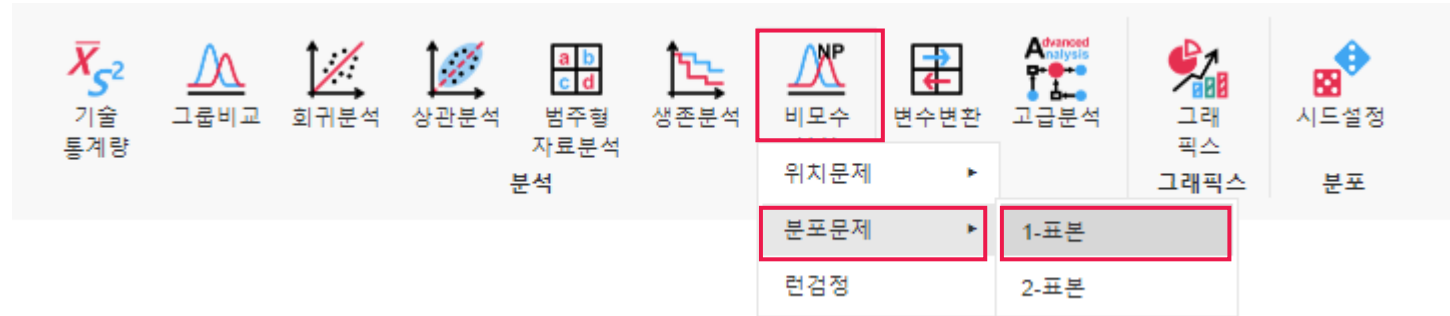 X S2
기술
통계량
그룹비교
회귀분석
상관분석
a b
c d
범주형
자료분석
생존분석
NP
비모수
변수변환
Advanced
Analysis
고급분석
그래
픽스
시드설정
분석
그래픽스
분포
위치문제
분포문제
런검정
1-표본
2-표본